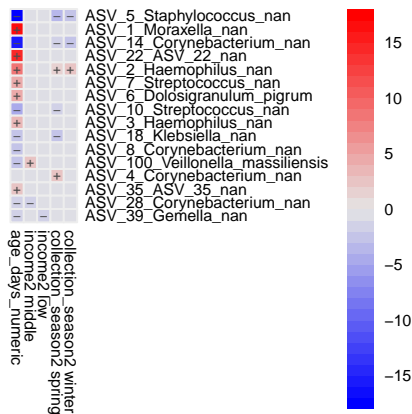 ASV_5_Staphylococcus_nan
ASV_1_Moraxella_nan
ASV_14_Corynebacterium_nan
ASV_22_ASV_22_nan
ASV_2_Haemophilus_nan
ASV_7_Streptococcus_nan
ASV_6_Dolosigranulum_pigrum
ASV_10_Streptococcus_nan
ASV_3_Haemophilus_nan
ASV_18_Klebsiella_nan
ASV_8_Corynebacterium_nan
ASV_100_Veillonella_massiliensis
ASV_4_Corynebacterium_nan
ASV_35_ASV_35_nan
ASV_28_Corynebacterium_nan
ASV_39_Gemella_nan
age_days_numeric
income2 middle
income2 low
collection_season2 spring
collection_season2 winter
15
10
5
0
−5
−10
−15